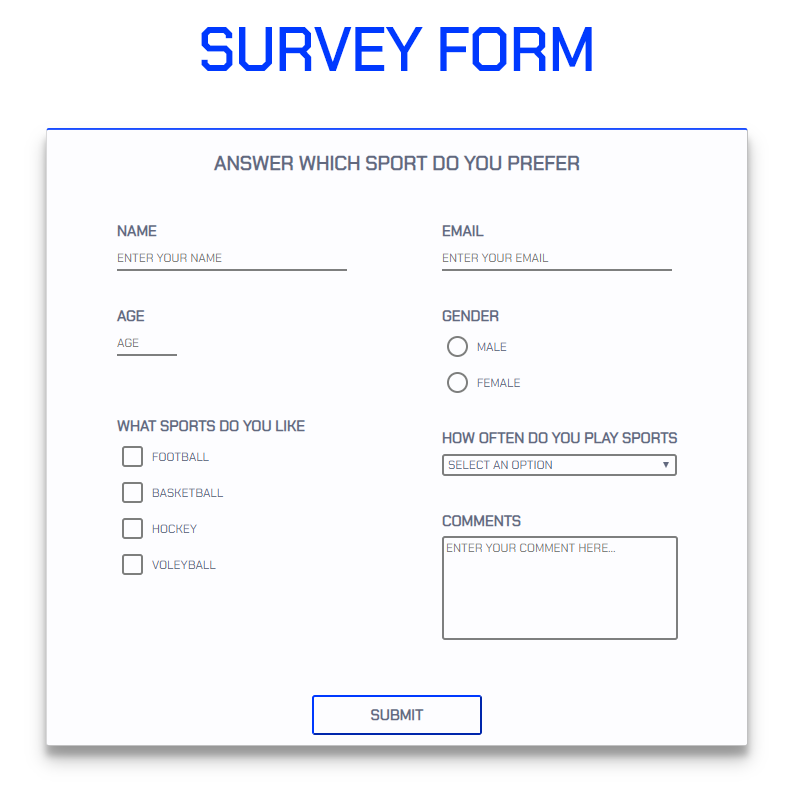 SURVEY FORM
ANSWER WHICH SPORT DO YOU PREFER
NAME
ENTER YOUR NAME
EMAIL
ENTER YOUR EMAIL
AGE
AGE
GENDER
MALE
FEMALE
WHAT SPORTS DO YOU LIKE
FOOTBALL
BASKETBALL
HOCKEY
VOLEYBALL
HOW OFTEN DO YOU PLAY SPORTS
SELECT AN OPTION
COMMENTS
ENTER YOUR COMMENT HERE...
SUBMIT